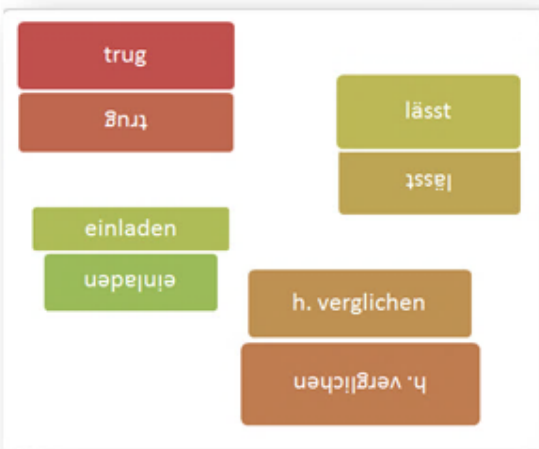 trug
trug
lässt
lässt
einladen
einladen
h. verglichen
h. verglichen